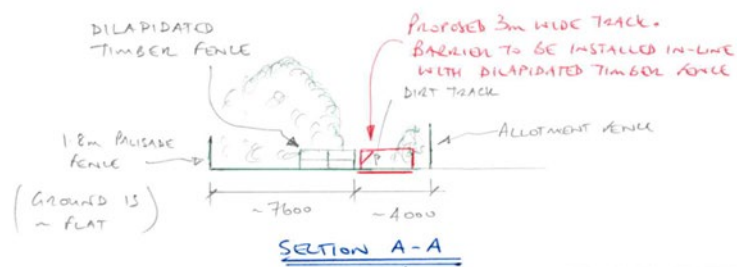 DILAPIDATED
TIMBER FENCE
PROPOSED 3m WIDE TRACK.
BARRIER TO BE INSTALLED IN-LINE
WITH DILAPIDATED TIMBER FENCE
DIRT TRACK
1.8m PALISADE
FENCE
ALLOTMENT FENCE
(GROUND IS
~ FLAT)
~7600
~4000
SECTION A-A